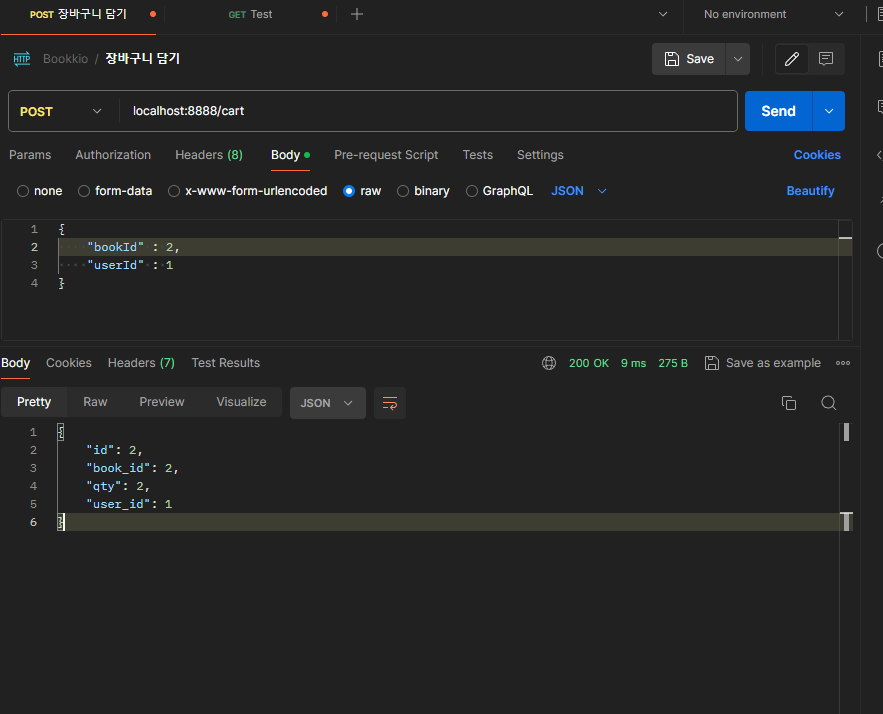 POST 장바구니 담기
GET Test
No environment
HTTP Bookkio / 장바구니 담기
Save
POST localhost:8888/cart
Send
Params Authorization Headers (8) Body Pre-request Script Tests Settings Cookies
none form-data x-www-form-urlencoded raw binary GraphQL JSON Beautify
1 {
2 "bookId" : 2,
3 "userId" : 1
4 }
Body Cookies Headers (7) Test Results 200 OK 9 ms 275 B Save as example
Pretty Raw Preview Visualize JSON
1 {
2 "id": 2,
3 "book_id": 2,
4 "qty": 2,
5 "user_id": 1
6 }